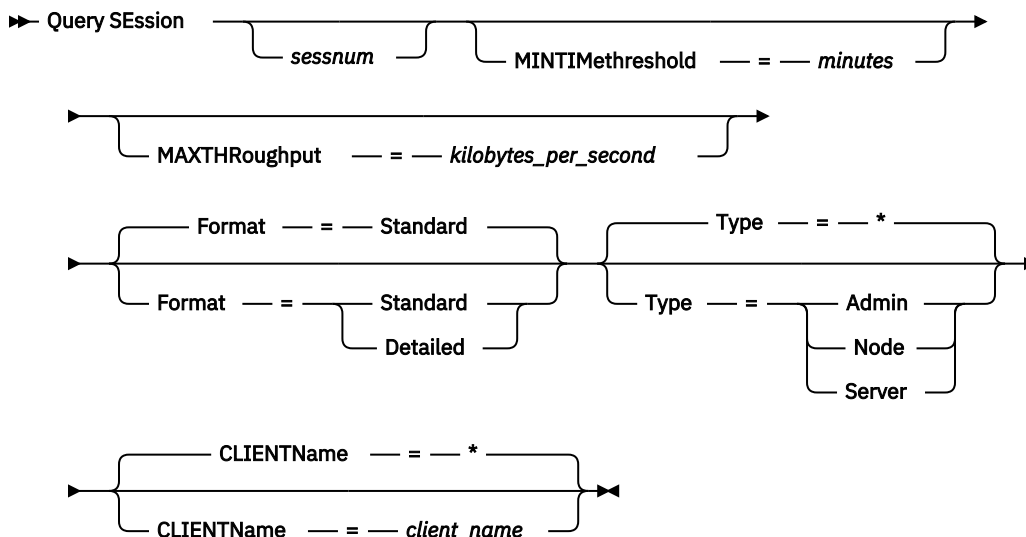 Query SEssion
sessnum
MINTIMethreshold = minutes
MAXTHRoughput = kilobytes_per_second
Format = Standard
Type = *
Format = Standard
Type = Admin
Detailed
Node
Server
CLIENTName = *
CLIENTName = client_name